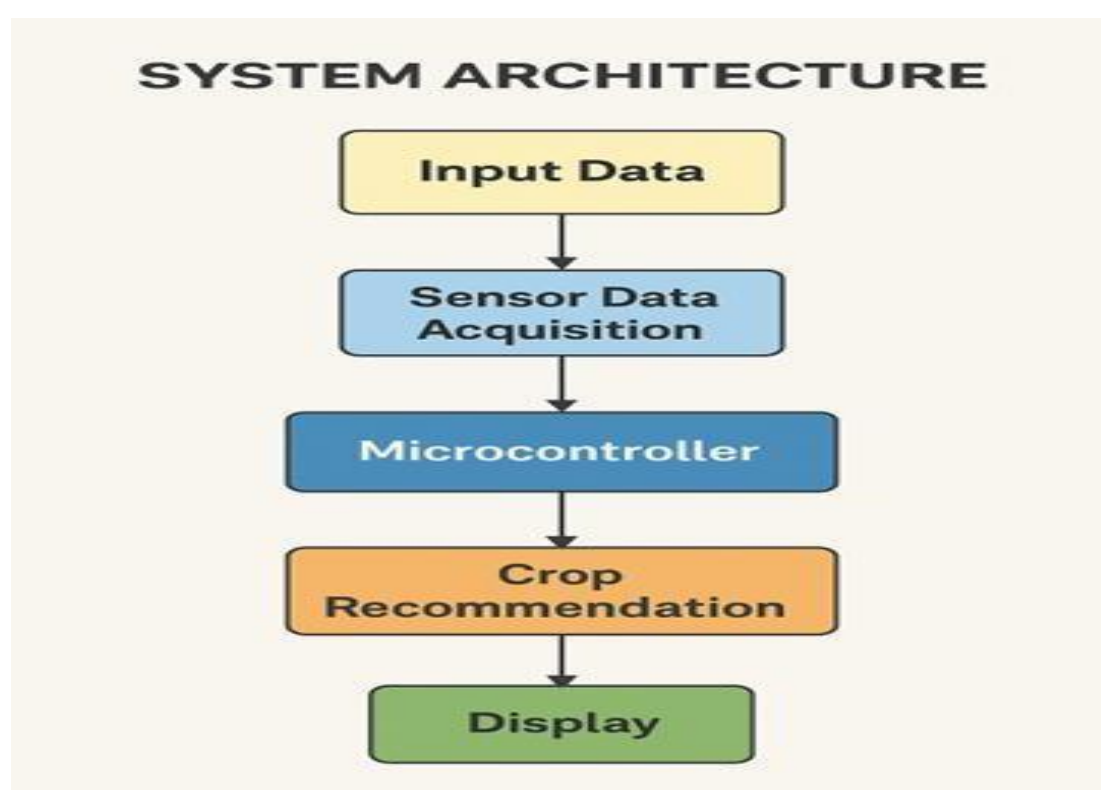 SYSTEM ARCHITECTURE
Input Data
Sensor Data
Acquisition
Microcontroller
Crop
Recommendation
Display